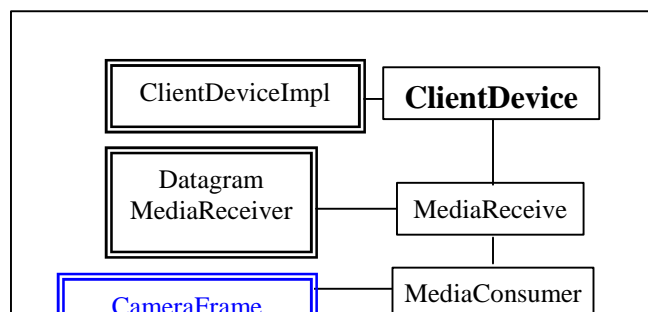 ClientDeviceImpl
ClientDevice
Datagram
MediaReceiver
MediaReceive
MediaConsumer
CameraFrame